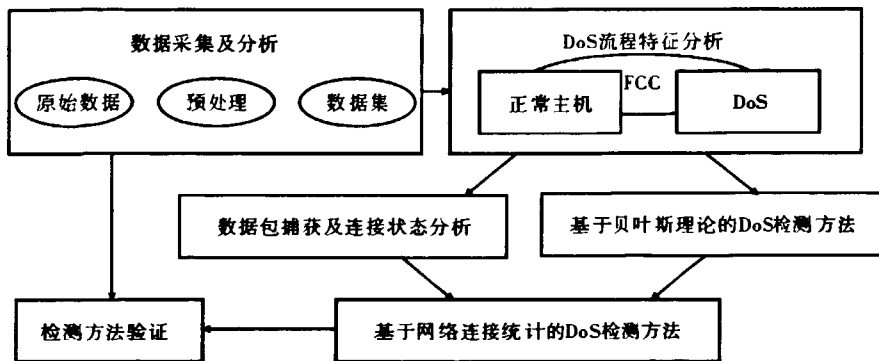 数据采集及分析
原始数据
预处理
数据集
DoS流程特征分析
FCC
正常主机
DoS
数据包捕获及连接状态分析
基于贝叶斯理论的DoS检测方法
检测方法验证
基于网络连接统计的DoS检测方法